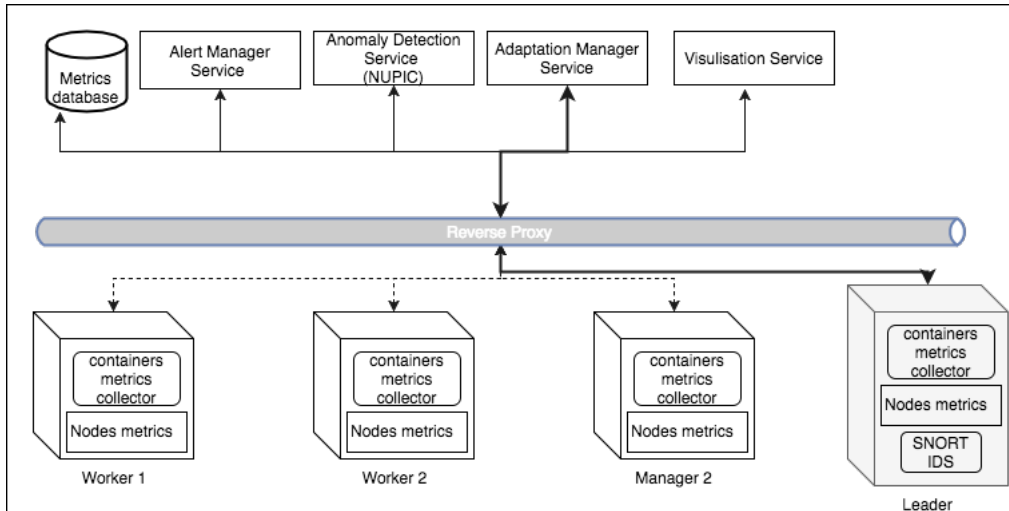 Metrics
database
Alert Manager
Service
Anomaly Detection
Service
(NUPIC)
Adaptation Manager
Service
Visulisation Service
Reverse Proxy
containers
metrics
collector
Nodes metrics
Worker 1
containers
metrics
collector
Nodes metrics
Worker 2
containers
metrics
collector
Nodes metrics
Manager 2
containers
metrics
collector
Nodes metrics
SNORT
IDS
Leader